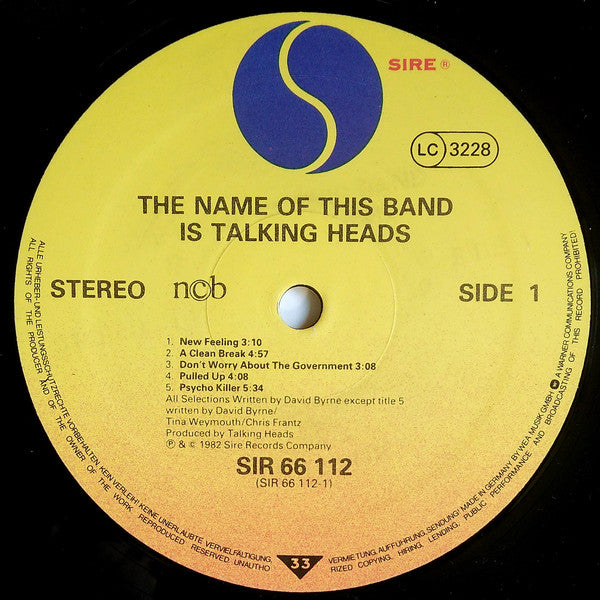 SIRE ®
LC 3228
THE NAME OF THIS BAND
IS TALKING HEADS
STEREO ncb SIDE 1
1. New Feeling 3:10
2. A Clean Break 4:57
3. Don't Worry About The Government 3:08
4. Pulled Up 4:08
5. Psycho Killer 5:34
All Selections Written by David Byrne except title 5
written by David Byrne/
Tina Weymouth/Chris Frantz
Produced by Talking Heads
℗ & © 1982 Sire Records Company
SIR 66 112
(SIR 66 112-1)
33
ALLE URHEBER- UND LEISTUNGSSCHUTZRECHTE VORBEHALTEN. KEIN VERLEIH! KEINE UNERLAUBTE VERVIELFÄLTIGUNG, VERMIETUNG, AUFFÜHRUNG, SENDUNG! MADE IN GERMANY BY WEA MUSIK GMBH. A WARNER COMMUNICATIONS COMPANY
ALL RIGHTS OF THE PRODUCER AND OF THE OWNER OF THE WORK REPRODUCED RESERVED. UNAUTHORIZED COPYING, HIRING, LENDING, PUBLIC PERFORMANCE AND BROADCASTING OF THIS RECORD PROHIBITED!